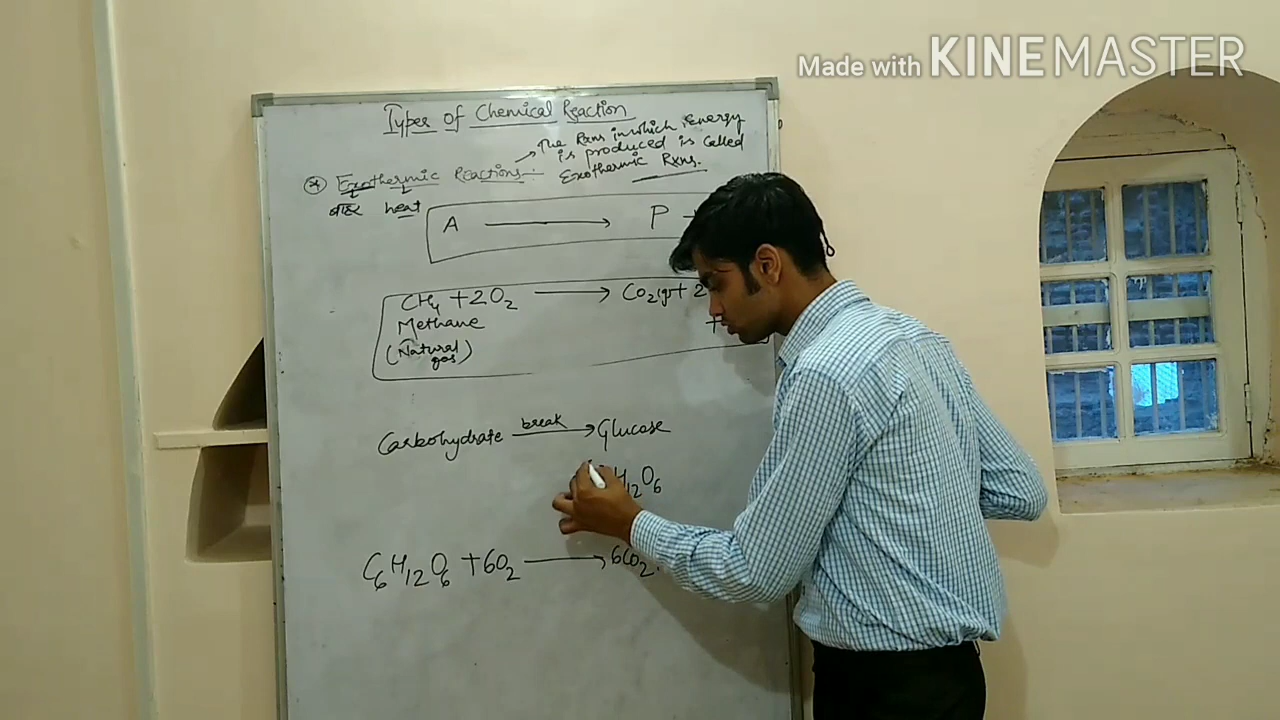 Made with KINEMASTER
Types of Chemical Reaction
The Rxns in which Energy
is produced is called
Exothermic Rxns.
* Exothermic Reactions
बाहर heat
A → P
CH4 + 2O2 → CO2(g) + 2
Methane +
(Natural
gas)
Carbohydrate break → Glucose
H12O6
C6H12O6 + 6O2 → 6CO2